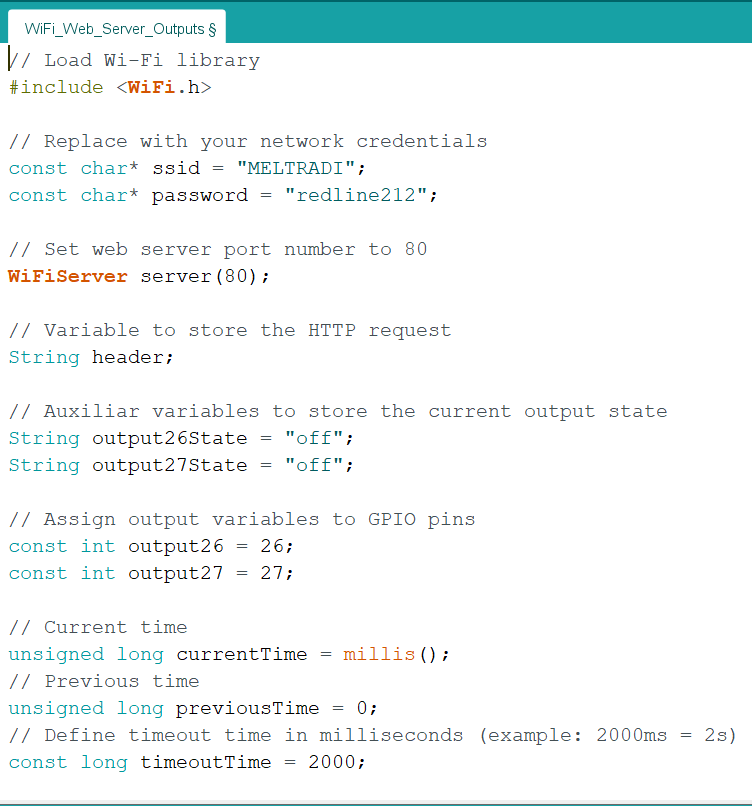 WiFi_Web_Server_Outputs §
// Load Wi-Fi library
#include <WiFi.h>
// Replace with your network credentials
const char* ssid = "MELTRADI";
const char* password = "redline212";
// Set web server port number to 80
WiFiServer server(80);
// Variable to store the HTTP request
String header;
// Auxiliar variables to store the current output state
String output26State = "off";
String output27State = "off";
// Assign output variables to GPIO pins
const int output26 = 26;
const int output27 = 27;
// Current time
unsigned long currentTime = millis();
// Previous time
unsigned long previousTime = 0;
// Define timeout time in milliseconds (example: 2000ms = 2s)
const long timeoutTime = 2000;